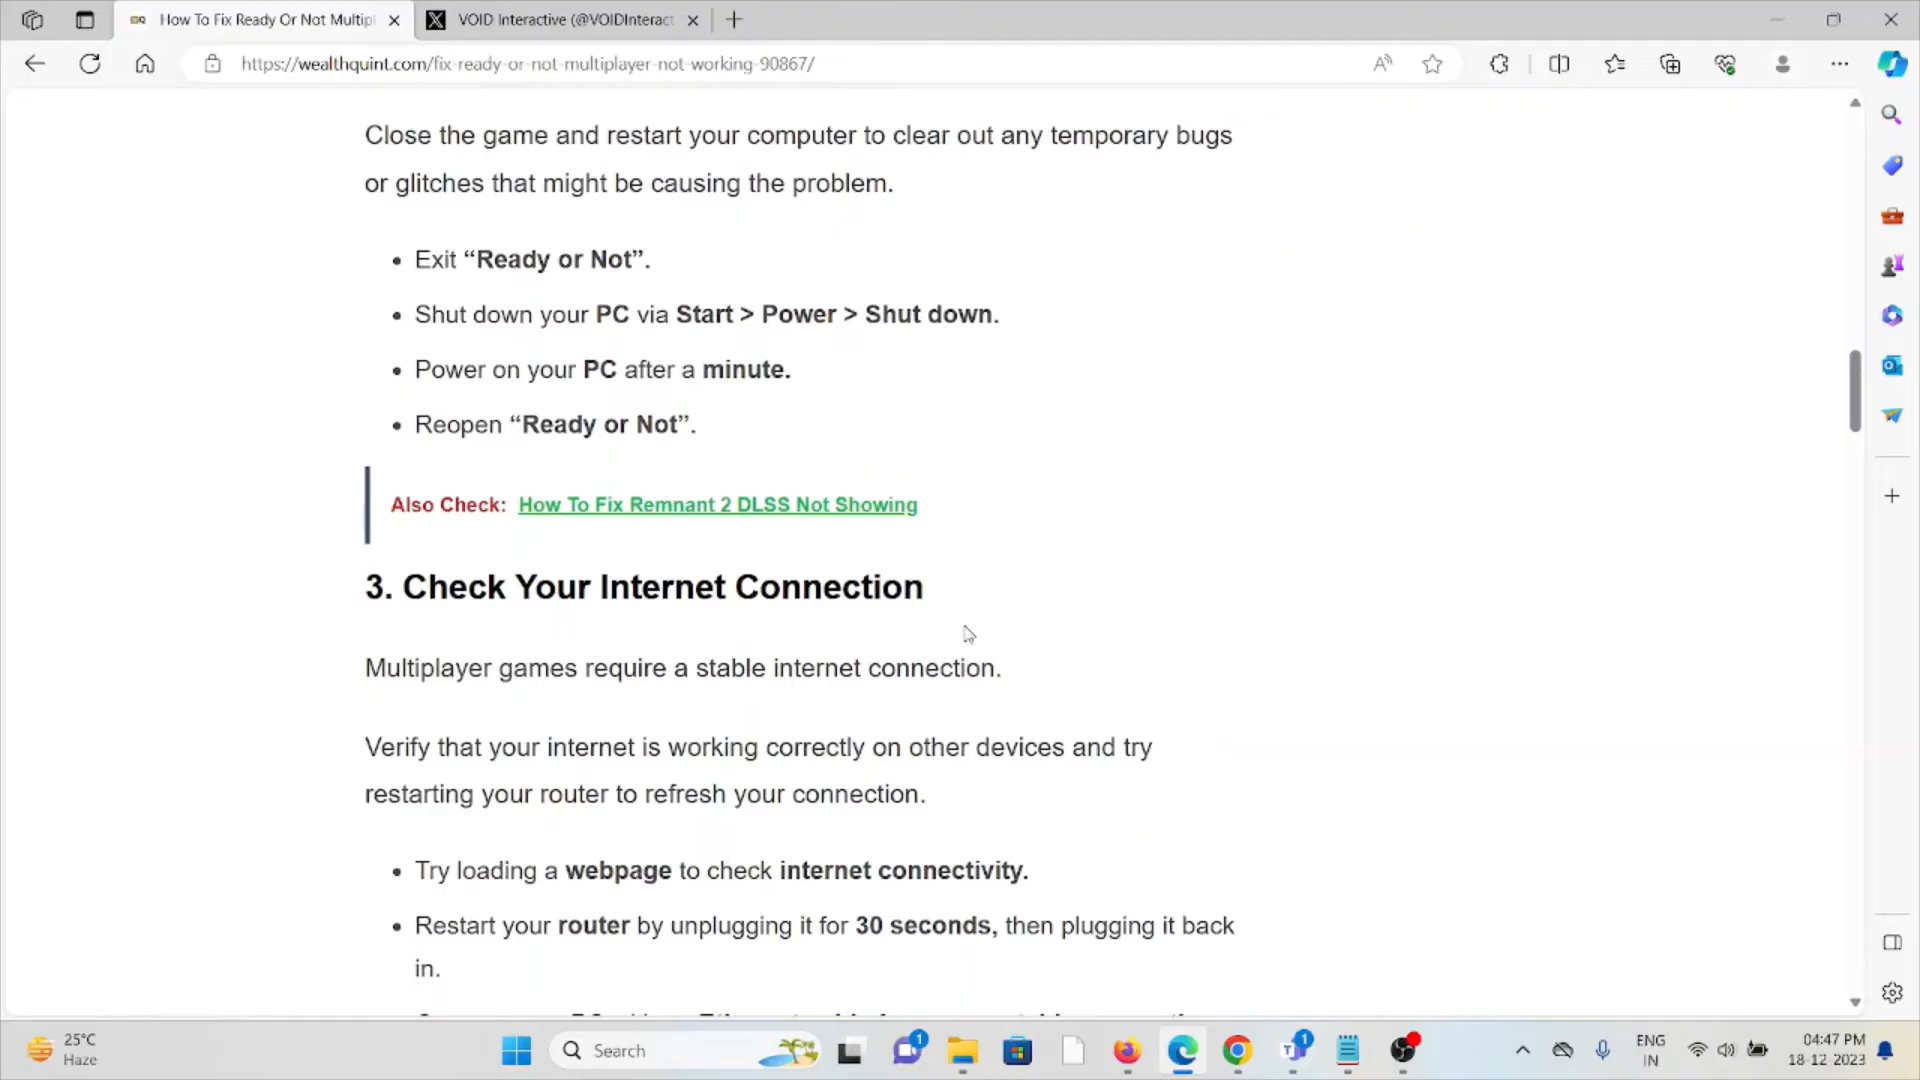 How To Fix Ready Or Not Multipl
VOID Interactive (@VOIDInteract
https://wealthquint.com/fix-ready-or-not-multiplayer-not-working-90867/
Close the game and restart your computer to clear out any temporary bugs
or glitches that might be causing the problem.
• Exit “Ready or Not”.
• Shut down your PC via Start > Power > Shut down.
• Power on your PC after a minute.
• Reopen “Ready or Not”.
Also Check: How To Fix Remnant 2 DLSS Not Showing
3. Check Your Internet Connection
Multiplayer games require a stable internet connection.
Verify that your internet is working correctly on other devices and try
restarting your router to refresh your connection.
• Try loading a webpage to check internet connectivity.
• Restart your router by unplugging it for 30 seconds, then plugging it back
in.
25°C
Haze
Search
1
1
ENG
IN
04:47 PM
18-12-2023